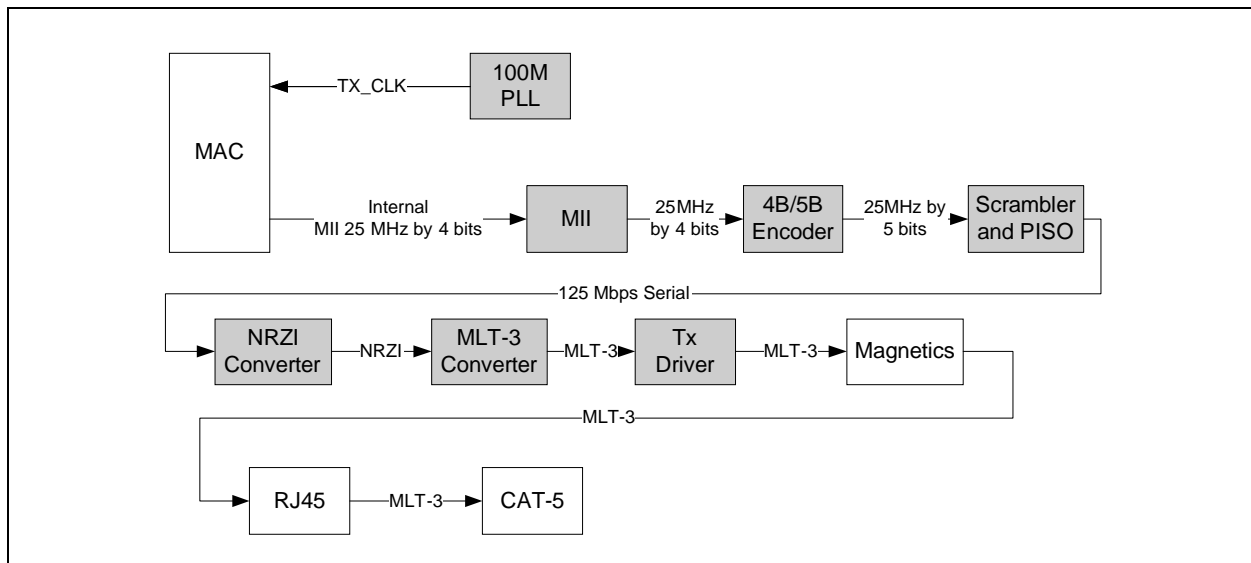 100M
PLL
TX_CLK
MAC
Internal
MII 25 MHz by 4 bits
MII
25MHz
by 4 bits
4B/5B
Encoder
25MHz by
5 bits
Scrambler
and PISO
125 Mbps Serial
NRZI
Converter
NRZI
MLT-3
Converter
MLT-3
Tx
Driver
MLT-3
Magnetics
MLT-3
RJ45
MLT-3
CAT-5